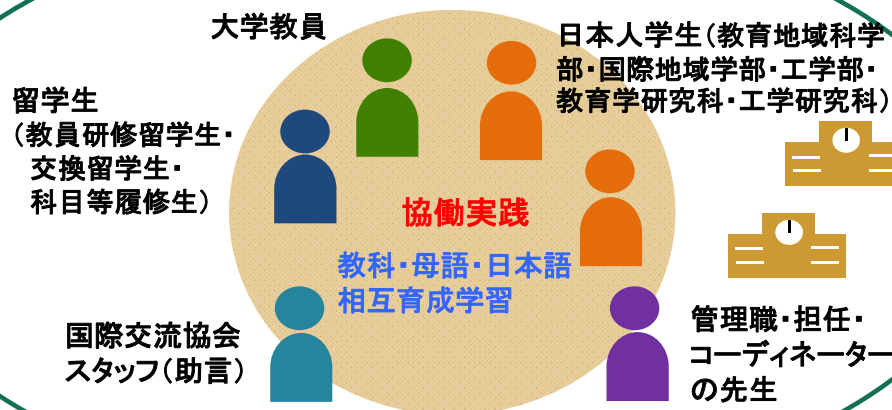 大学教員
日本人学生（教育地域科学
部・国際地域学部・工学部・
教育学研究科・工学研究科）
留学生
（教員研修留学生・
交換留学生・
科目等履修生）
協働実践
教科・母語・日本語
相互育成学習
国際交流協会
スタッフ（助言）
管理職・担任・
コーディネーター
の先生